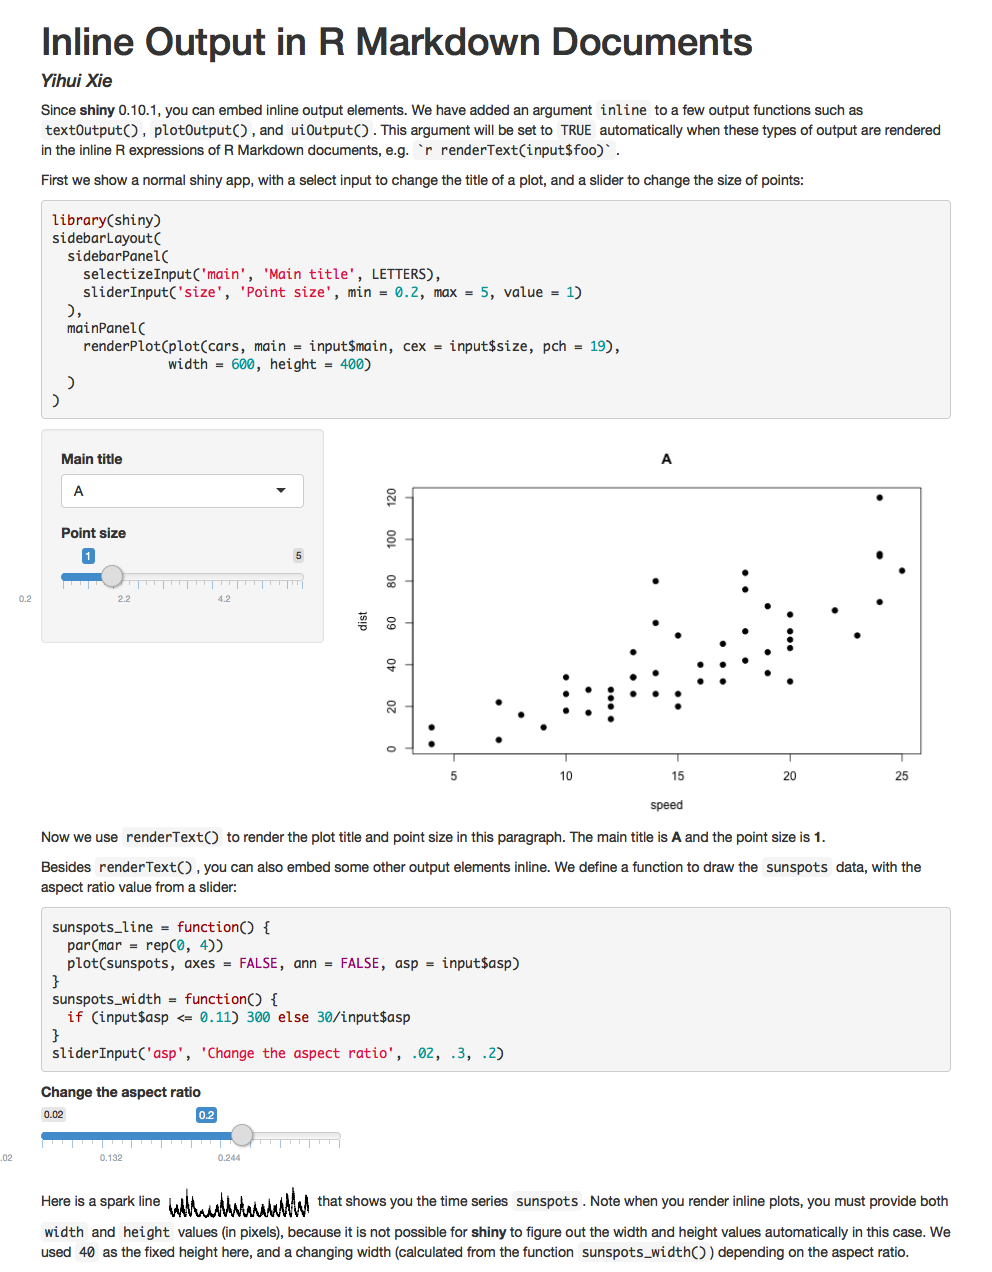 Inline Output in R Markdown Documents
Yihui Xie
Since shiny 0.10.1, you can embed inline output elements. We have added an argument inline to a few output functions such as
textOutput(), plotOutput(), and uiOutput(). This argument will be set to TRUE automatically when these types of output are rendered
in the inline R expressions of R Markdown documents, e.g. `r renderText(input$foo)`.
First we show a normal shiny app, with a select input to change the title of a plot, and a slider to change the size of points:
library(shiny)
sidebarLayout(
  sidebarPanel(
    selectizeInput('main', 'Main title', LETTERS),
    sliderInput('size', 'Point size', min = 0.2, max = 5, value = 1)
  ),
  mainPanel(
    renderPlot(plot(cars, main = input$main, cex = input$size, pch = 19),
               width = 600, height = 400)
  )
)
Main title
A
Point size
1 5
0.2 2.2 4.2
A
120
100
80
60
40
20
0
dist
5 10 15 20 25
speed
Now we use renderText() to render the plot title and point size in this paragraph. The main title is A and the point size is 1.
Besides renderText(), you can also embed some other output elements inline. We define a function to draw the sunspots data, with the
aspect ratio value from a slider:
sunspots_line = function() {
  par(mar = rep(0, 4))
  plot(sunspots, axes = FALSE, ann = FALSE, asp = input$asp)
}
sunspots_width = function() {
  if (input$asp <= 0.11) 300 else 30/input$asp
}
sliderInput('asp', 'Change the aspect ratio', .02, .3, .2)
Change the aspect ratio
0.02 0.2
.02 0.132 0.244
Here is a spark line that shows you the time series sunspots. Note when you render inline plots, you must provide both
width and height values (in pixels), because it is not possible for shiny to figure out the width and height values automatically in this case. We
used 40 as the fixed height here, and a changing width (calculated from the function sunspots_width()) depending on the aspect ratio.